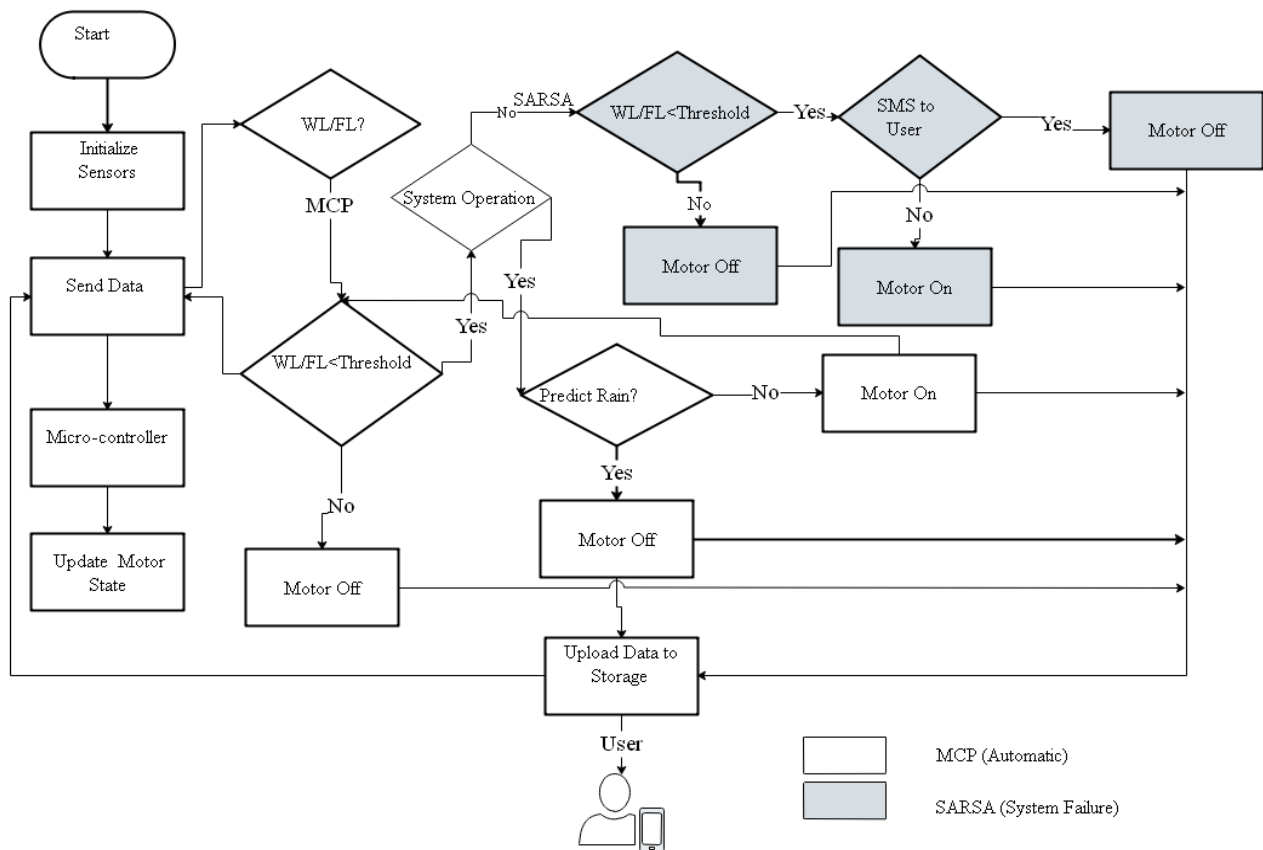 Start
Initialize
Sensors
Send Data
Micro-controller
Update Motor
State
WL/FL?
MCP
WL/FL<Threshold
No
Motor Off
Yes
System Operation
No
SARSA
Yes
WL/FL<Threshold
Yes
No
Motor Off
SMS to
User
Yes
Motor Off
No
Motor On
Predict Rain?
No
Motor On
Yes
Motor Off
Upload Data to
Storage
User
MCP (Automatic)
SARSA (System Failure)